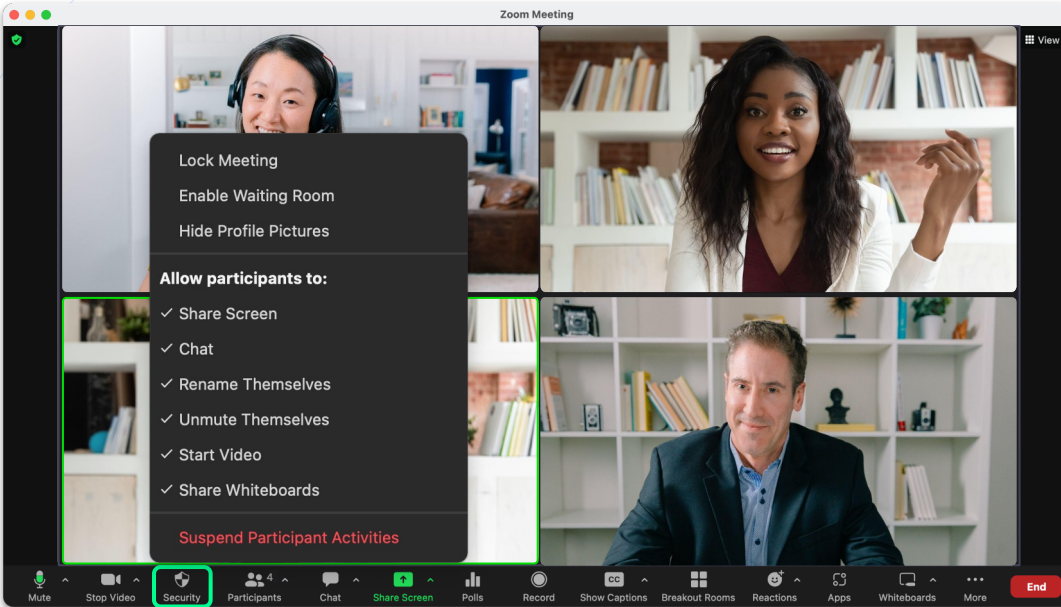 Zoom Meeting
View
Lock Meeting
Enable Waiting Room
Hide Profile Pictures
Allow participants to:
Share Screen
Chat
Rename Themselves
Unmute Themselves
Start Video
Share Whiteboards
Suspend Participant Activities
Mute
Stop Video
Security
4
Participants
Chat
Share Screen
Polls
Record
CC
Show Captions
Breakout Rooms
Reactions
Apps
Whiteboards
More
End